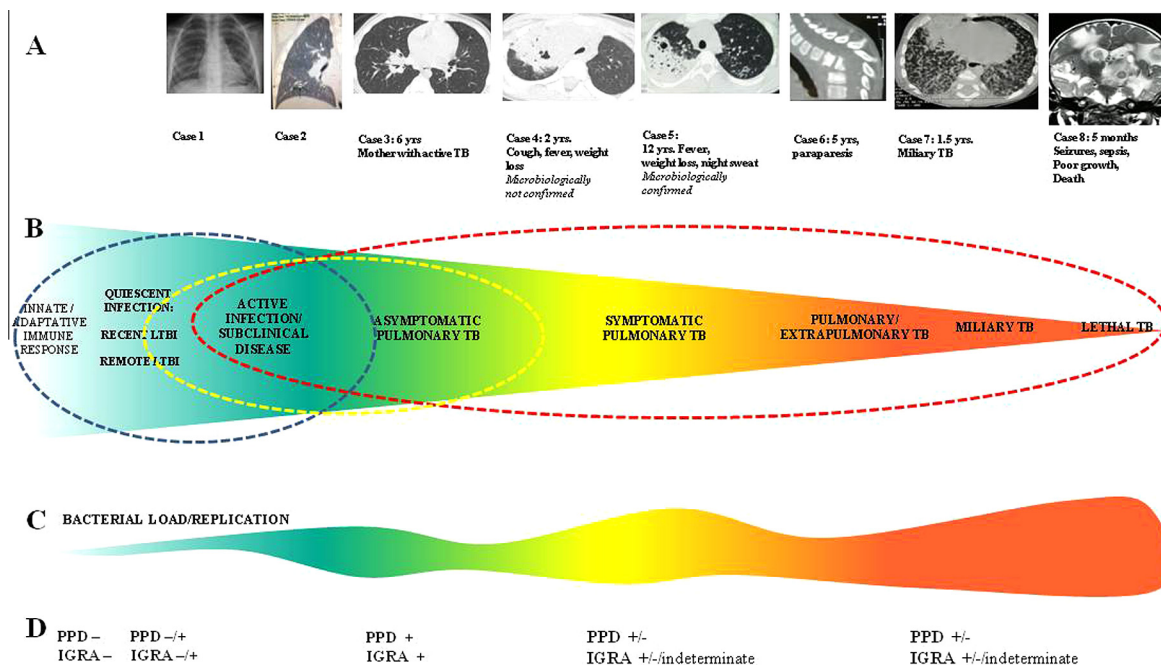 A
Case 1
Case 2
Case 3: 6 yrs
Mother with active TB
Case 4: 2 yrs.
Cough, fever, weight
loss
Microbiologically
not confirmed
Case 5:
12 yrs. Fever,
weight loss, night sweat
Microbiologically
confirmed
Case 6: 5 yrs,
paraparesis
Case 7: 1.5 yrs.
Miliary TB
Case 8: 5 months
Seizures, sepsis,
Poor growth,
Death
B
INNATE /
ADAPTATIVE
IMMUNE
RESPONSE
QUIESCENT
INFECTION:
RECENT LTBI
REMOTE LTBI
ACTIVE
INFECTION/
SUBCLINICAL
DISEASE
ASYMPTOMATIC
PULMONARY TB
SYMPTOMATIC
PULMONARY TB
PULMONARY/
EXTRAPULMONARY TB
MILIARY TB
LETHAL TB
C
BACTERIAL LOAD/REPLICATION
D
PPD –
IGRA –
PPD –/+
IGRA –/+
PPD +
IGRA +
PPD +/-
IGRA +/-/indeterminate
PPD +/-
IGRA +/-/indeterminate